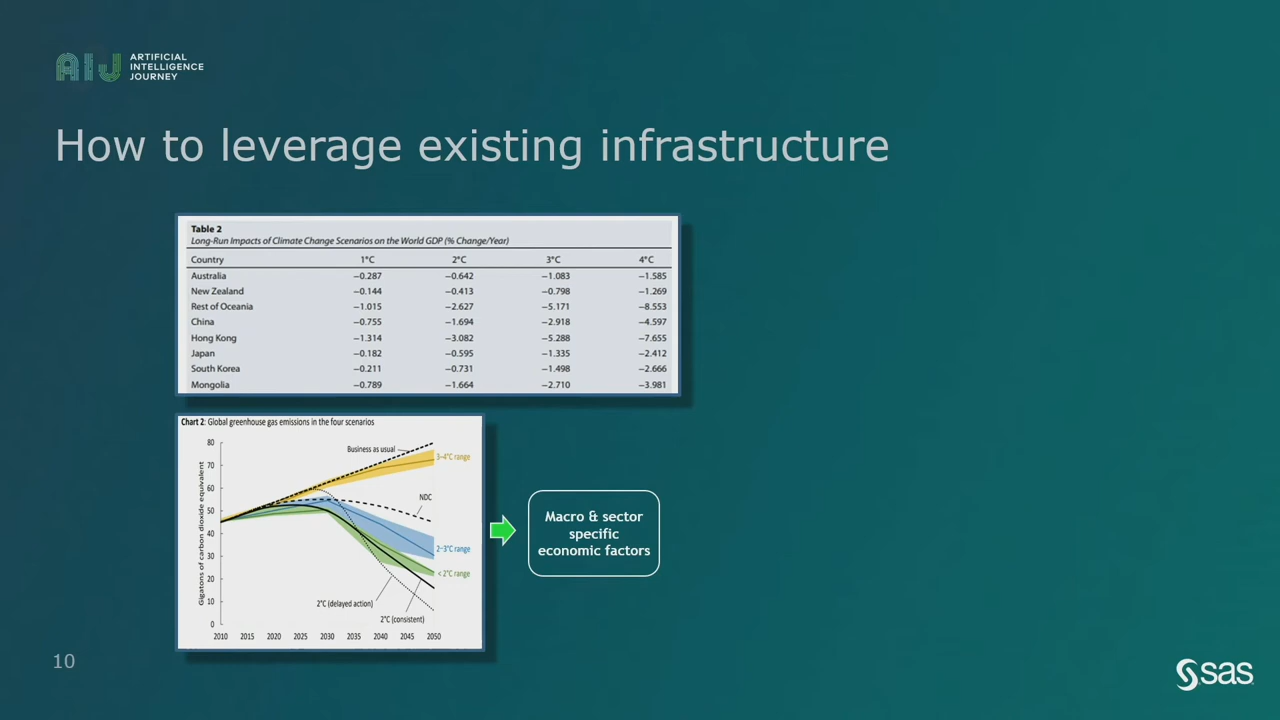 AIJ ARTIFICIAL
INTELLIGENCE
JOURNEY
How to leverage existing infrastructure
Table 2
Long-Run Impacts of Climate Change Scenarios on the World GDP (% Change/Year)
Country 1°C 2°C 3°C 4°C
Australia −0.287 −0.642 −1.083 −1.585
New Zealand −0.144 −0.413 −0.798 −1.269
Rest of Oceania −1.015 −2.627 −5.171 −8.553
China −0.755 −1.694 −2.918 −4.597
Hong Kong −1.314 −3.082 −5.288 −7.655
Japan −0.182 −0.595 −1.335 −2.412
South Korea −0.211 −0.731 −1.498 −2.666
Mongolia −0.789 −1.664 −2.710 −3.981
Chart 2: Global greenhouse gas emissions in the four scenarios
Gigatons of carbon dioxide equivalent
80
70
60
50
40
30
20
10
0
Business as usual
3–4°C range
NDC
2–3°C range
< 2°C range
2°C (delayed action)
2°C (consistent)
2010 2015 2020 2025 2030 2035 2040 2045 2050
Macro & sector
specific
economic factors
10
sas